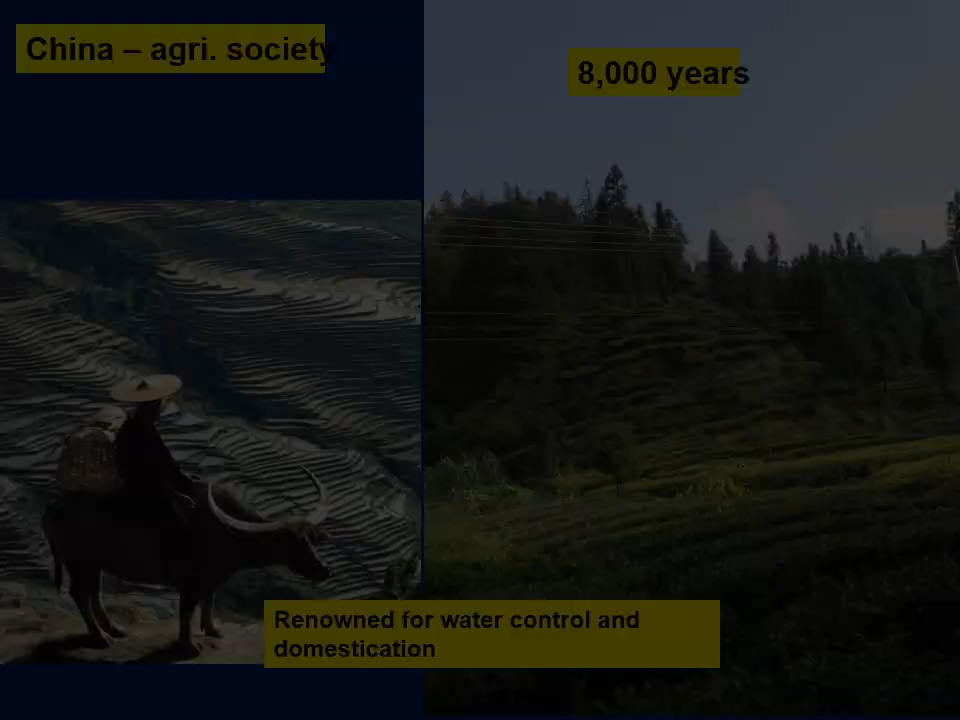 China – agri. society
8,000 years
Renowned for water control and
domestication